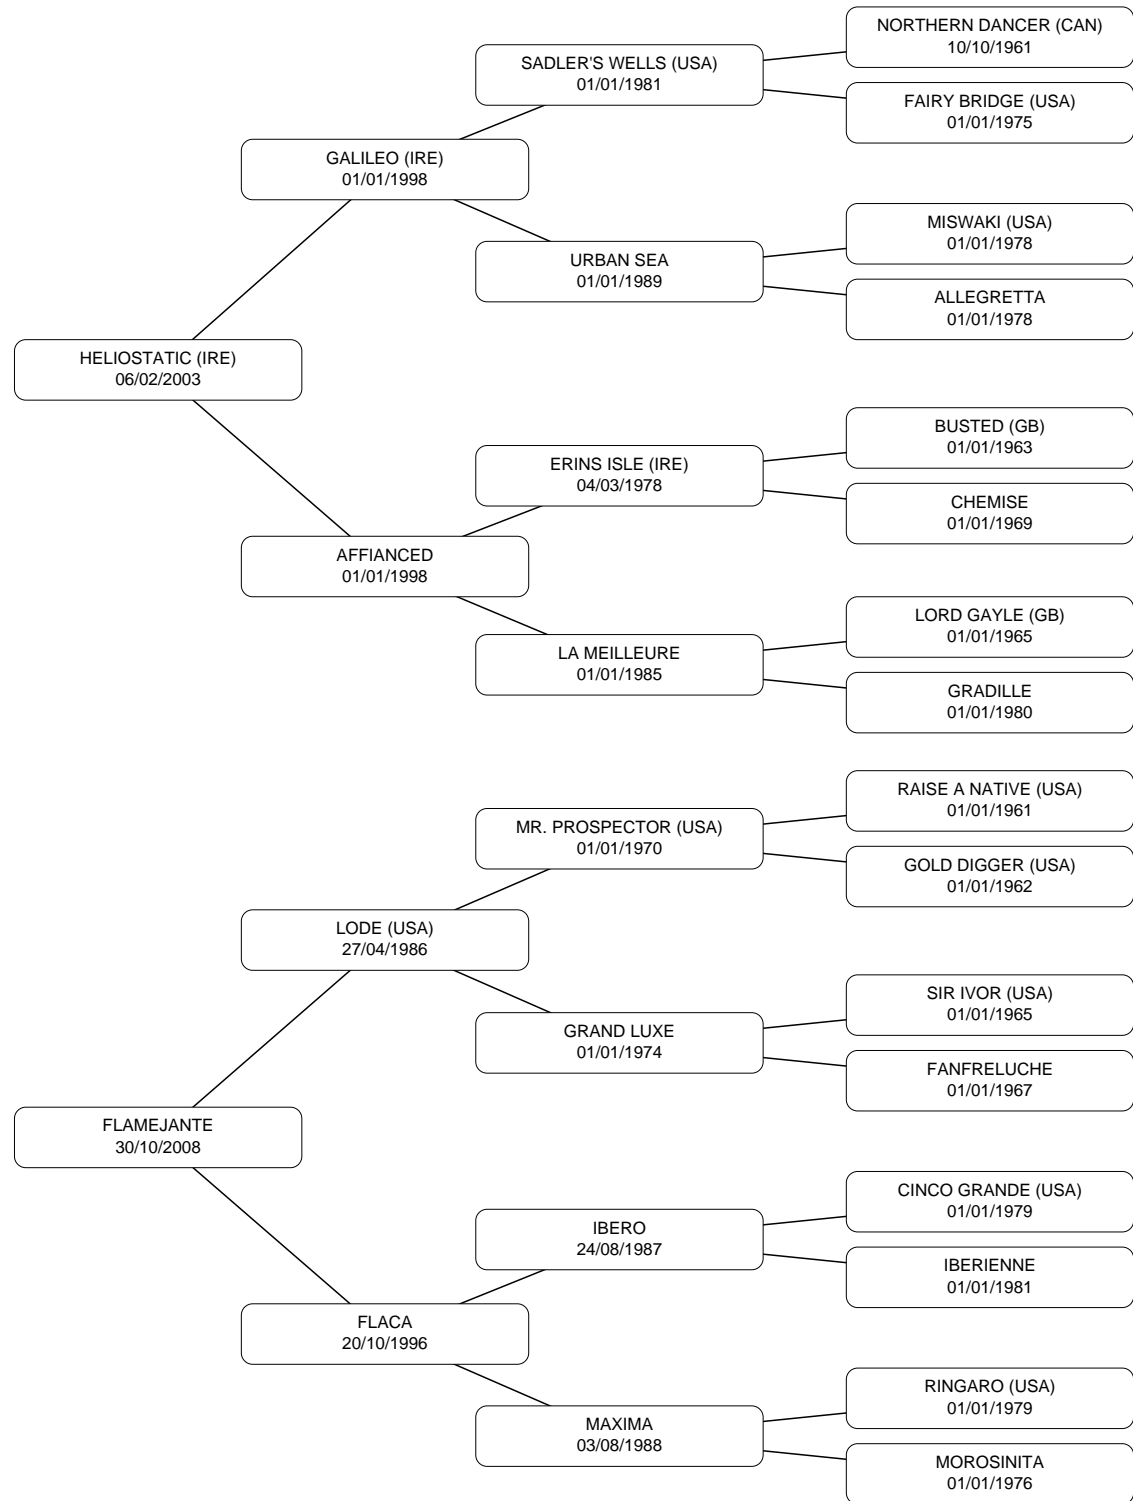 NORTHERN DANCER (CAN)
10/10/1961
SADLER'S WELLS (USA)
01/01/1981
FAIRY BRIDGE (USA)
01/01/1975
GALILEO (IRE)
01/01/1998
MISWAKI (USA)
01/01/1978
URBAN SEA
01/01/1989
ALLEGRETTA
01/01/1978
HELIOSTATIC (IRE)
06/02/2003
BUSTED (GB)
01/01/1963
ERINS ISLE (IRE)
04/03/1978
CHEMISE
01/01/1969
AFFIANCED
01/01/1998
LORD GAYLE (GB)
01/01/1965
LA MEILLEURE
01/01/1985
GRADILLE
01/01/1980
RAISE A NATIVE (USA)
01/01/1961
MR. PROSPECTOR (USA)
01/01/1970
GOLD DIGGER (USA)
01/01/1962
LODE (USA)
27/04/1986
SIR IVOR (USA)
01/01/1965
GRAND LUXE
01/01/1974
FANFRELUCHE
01/01/1967
FLAMEJANTE
30/10/2008
CINCO GRANDE (USA)
01/01/1979
IBERO
24/08/1987
IBERIENNE
01/01/1981
FLACA
20/10/1996
RINGARO (USA)
01/01/1979
MAXIMA
03/08/1988
MOROSINITA
01/01/1976